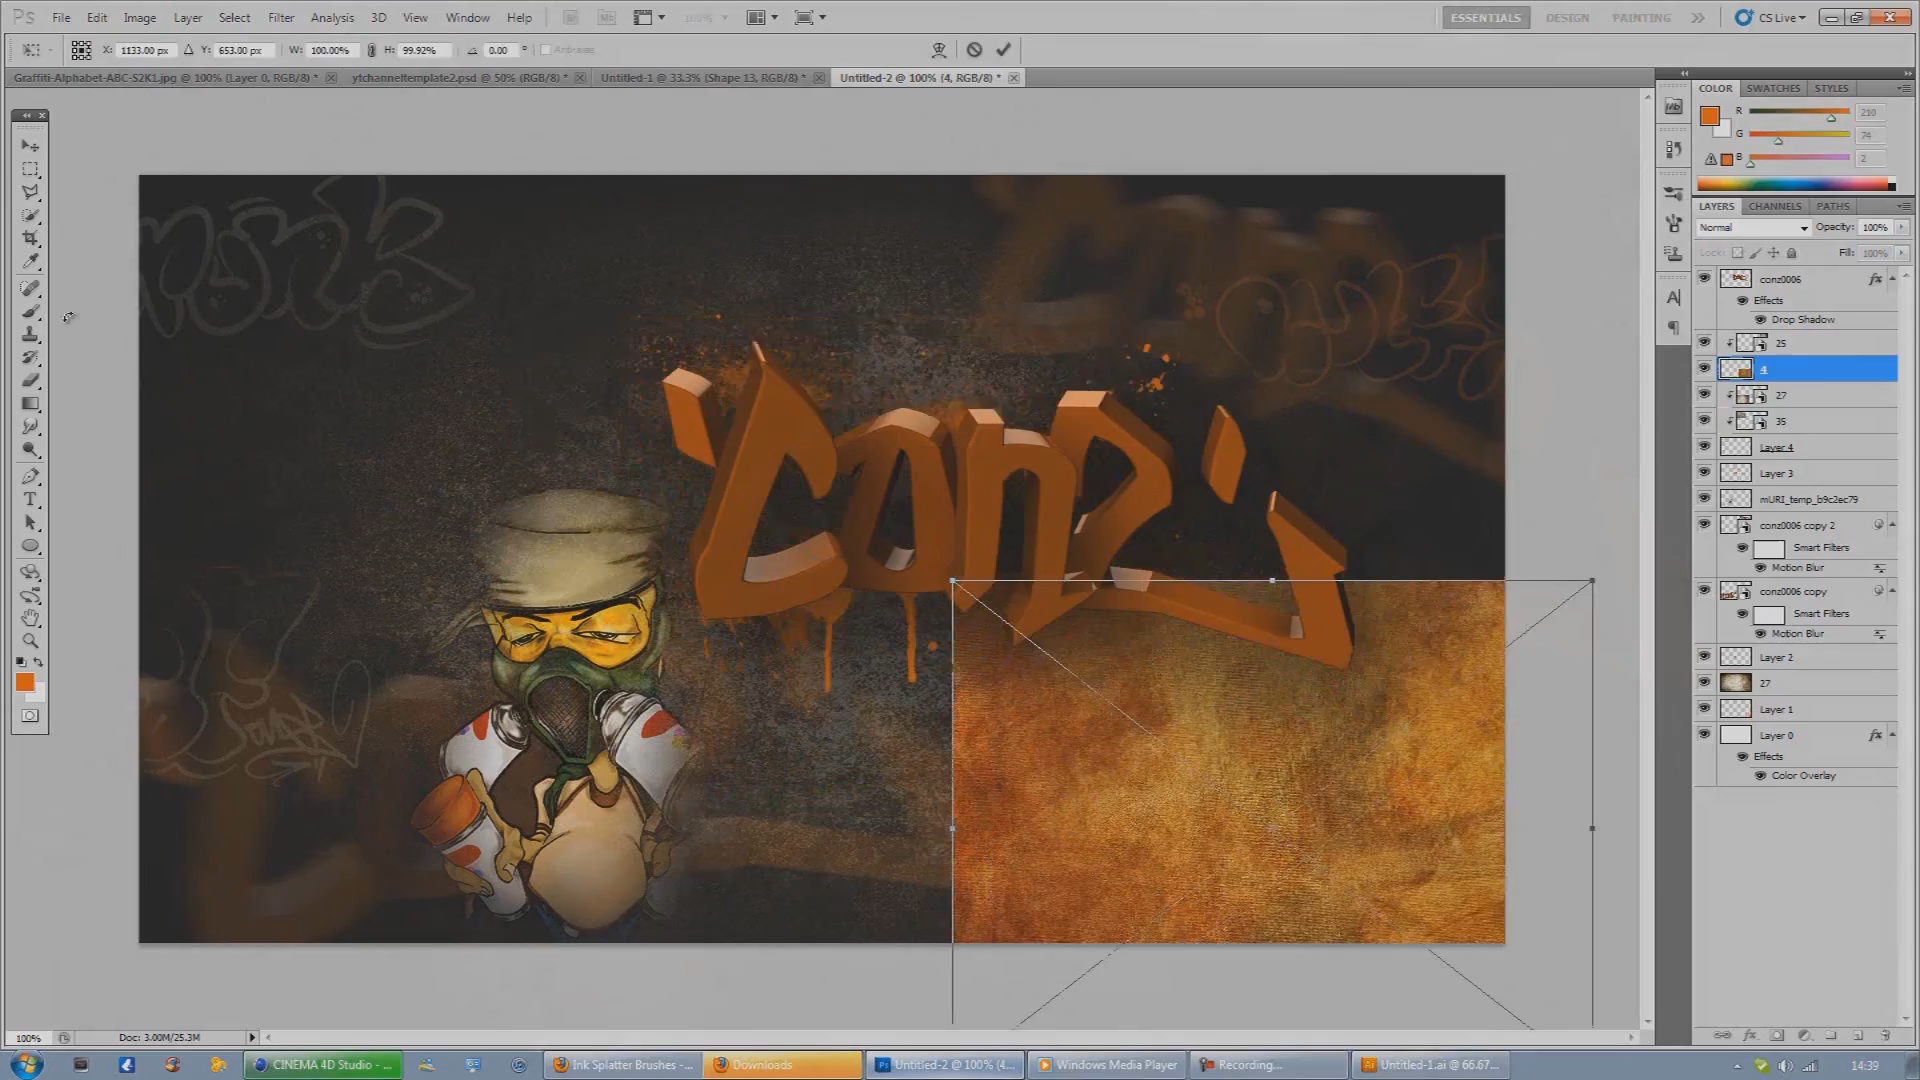 Ps File Edit Image Layer Select Filter Analysis 3D View Window Help Br Mb 100% ESSENTIALS DESIGN PAINTING CS Live
X: 1133.00 px Y: 653.00 px W: 100.00% H: 99.92% 0.00 ° Anti-alias
Graffiti-Alphabet-ABC-S2K1.jpg @ 100% (Layer 0, RGB/8) * ytchanneltemplate2.psd @ 50% (RGB/8) * Untitled-1 @ 33.3% (Shape 13, RGB/8) * Untitled-2 @ 100% (4, RGB/8) *
COLOR SWATCHES STYLES
R 210
G 74
B 2
LAYERS CHANNELS PATHS
Normal Opacity: 100%
Lock: Fill: 100%
conz0006 fx
Effects
Drop Shadow
25
4
27
35
Layer 4
Layer 3
mURI_temp_b9c2ec79
conz0006 copy 2
Smart Filters
Motion Blur
conz0006 copy
Smart Filters
Motion Blur
Layer 2
27
Layer 1
Layer 0 fx
Effects
Color Overlay
Conz
100% Doc: 3.00M/25.3M
CINEMA 4D Studio - ... Ink Splatter Brushes -... Downloads Untitled-2 @ 100% (4... Windows Media Player Recording... Untitled-1.ai @ 66.67... 14:39